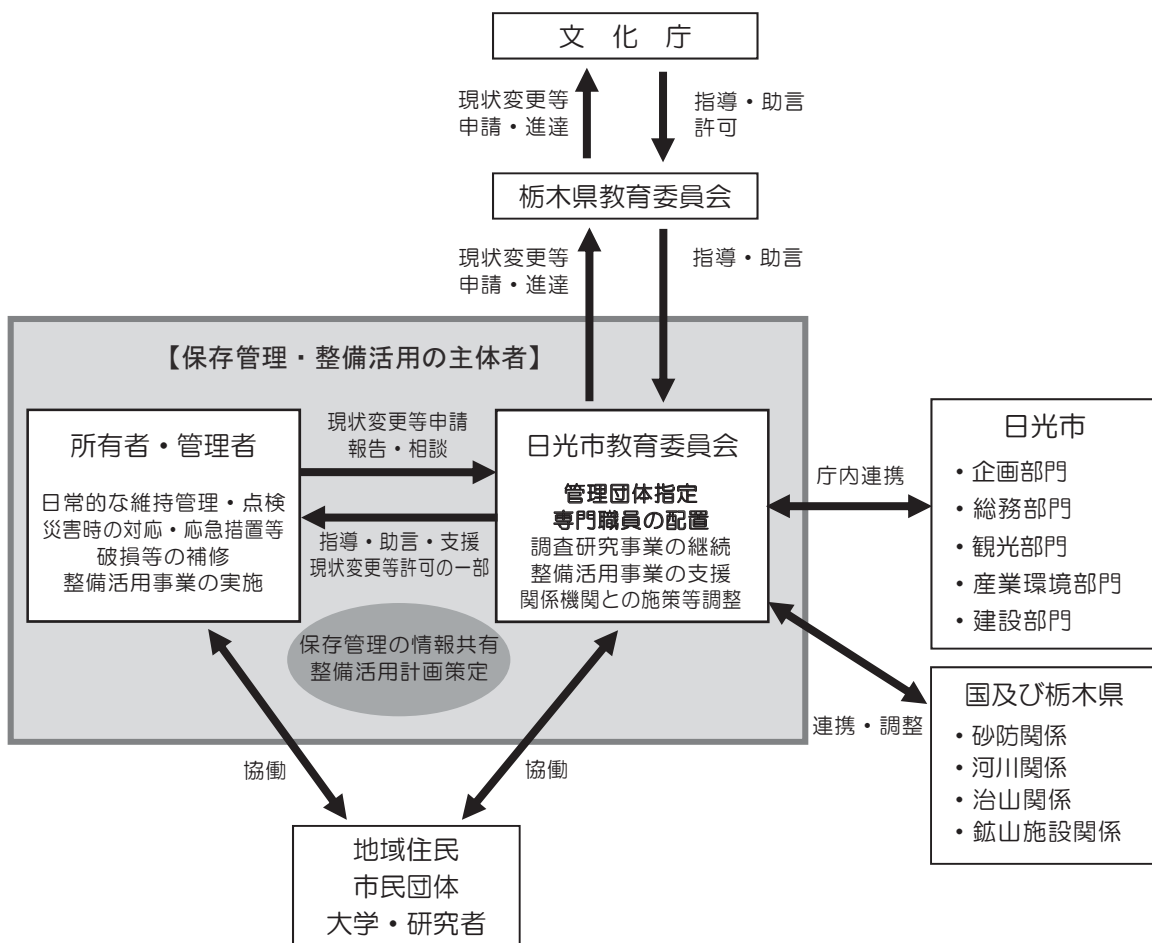 文 化 庁
現状変更等
申請・進達
指導・助言
許可
栃木県教育委員会
現状変更等
申請・進達
指導・助言
【保存管理・整備活用の主体者】
所有者・管理者
日常的な維持管理・点検
災害時の対応・応急措置等
破損等の補修
整備活用事業の実施
現状変更等申請
報告・相談
指導・助言・支援
現状変更等許可の一部
日光市教育委員会
管理団体指定
専門職員の配置
調査研究事業の継続
整備活用事業の支援
関係機関との施策等調整
保存管理の情報共有
整備活用計画策定
庁内連携
日光市
・企画部門
・総務部門
・観光部門
・産業環境部門
・建設部門
連携・調整
国及び栃木県
・砂防関係
・河川関係
・治山関係
・鉱山施設関係
協働
協働
地域住民
市民団体
大学・研究者